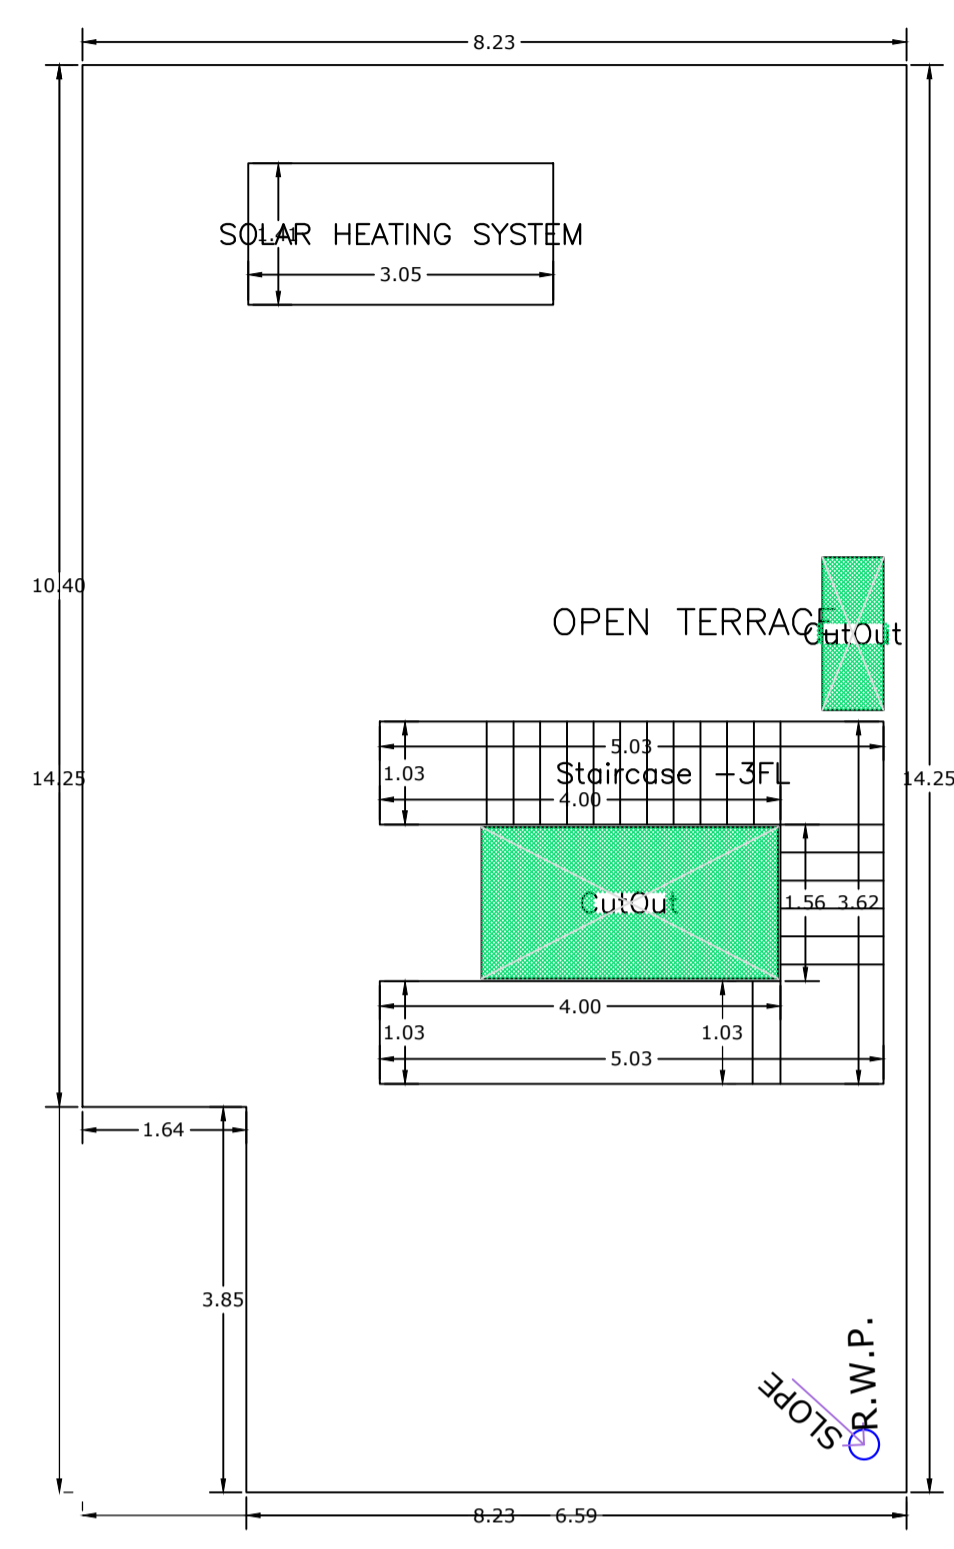 8.23
SOLAR HEATING SYSTEM
1.41
3.05
10.40
OPEN TERRACE
CutOut
5.03
1.03
Staircase -3FL
14.25
14.25
4.00
CutOut
1.56
3.62
4.00
1.03
1.03
5.03
1.64
3.85
R.W.P.
SLOPE
8.23
6.59